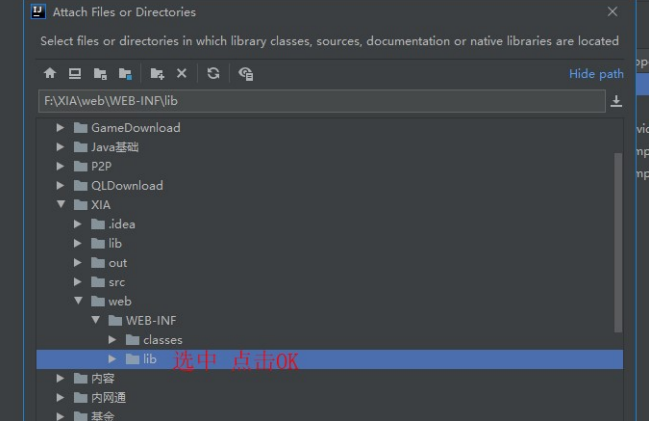 Attach Files or Directories
Select files or directories in which library classes, sources, documentation or native libraries are located
Hide path
F:\XIA\web\WEB-INF\lib
GameDownload
Java基础
P2P
QLDownload
XIA
.idea
lib
out
src
web
WEB-INF
classes
lib 选中 点击OK
内容
内网通
基金